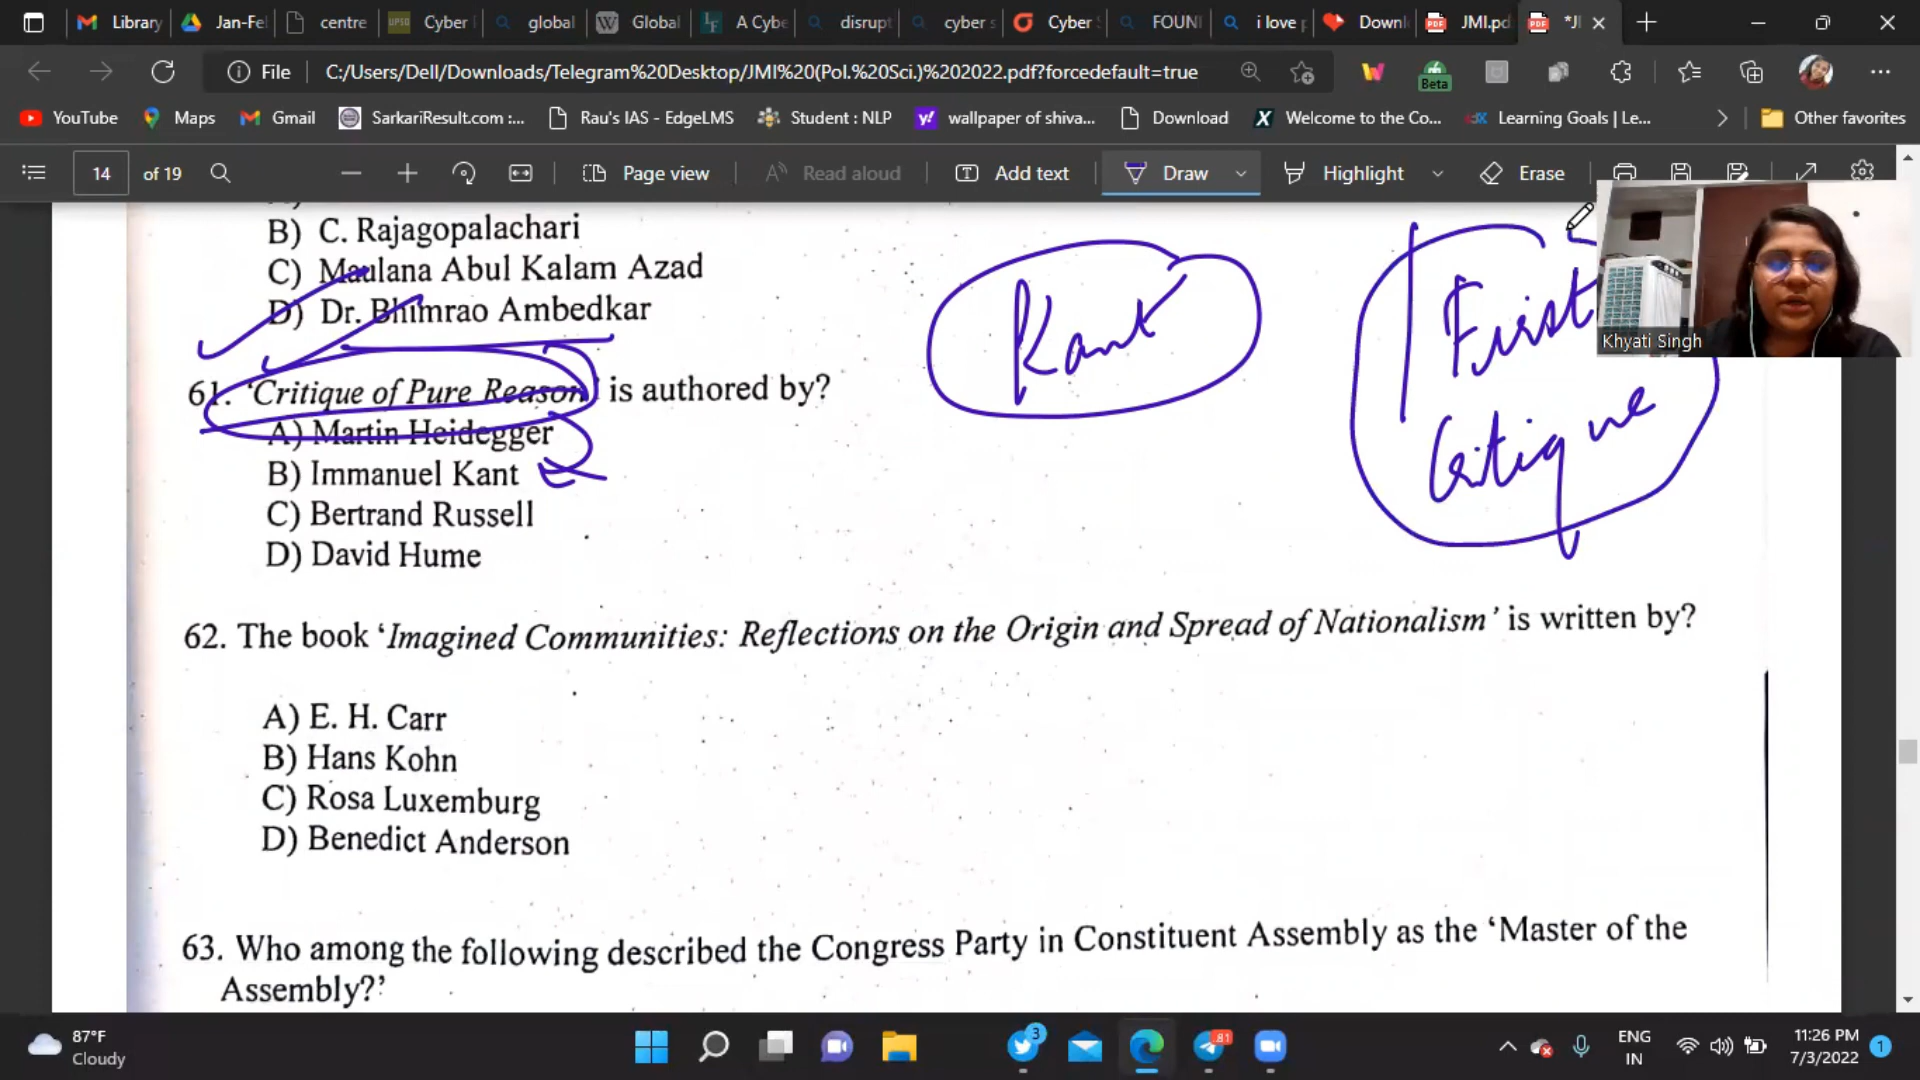 Library
Jan-Fe
centre
UPSD
Cyber
global
Global
A Cybe
disrupt
cyber s
Cyber
FOUN
i love p
Downl
JMI.pd
File
C:/Users/Dell/Downloads/Telegram%20Desktop/JMI%20(Pol.%20Sci.)%202022.pdf?forcedefault=true
Beta
YouTube
Maps
Gmail
SarkariResult.com :...
Rau's IAS - EdgeLMS
Student : NLP
wallpaper of shiva...
Download
Welcome to the Co...
Learning Goals | Le...
Other favorites
14 of 19
Page view
Read aloud
Add text
Draw
Highlight
Erase
B) C. Rajagopalachari
C) Maulana Abul Kalam Azad
D) Dr. Bhimrao Ambedkar
Kant
First
Critique
Khyati Singh
61. ‘Critique of Pure Reason’ is authored by?
A) Martin Heidegger
B) Immanuel Kant
C) Bertrand Russell
D) David Hume
62. The book ‘Imagined Communities: Reflections on the Origin and Spread of Nationalism’ is written by?
A) E. H. Carr
B) Hans Kohn
C) Rosa Luxemburg
D) Benedict Anderson
63. Who among the following described the Congress Party in Constituent Assembly as the ‘Master of the
Assembly?’
87°F
Cloudy
3
81
ENG
IN
11:26 PM
7/3/2022
1